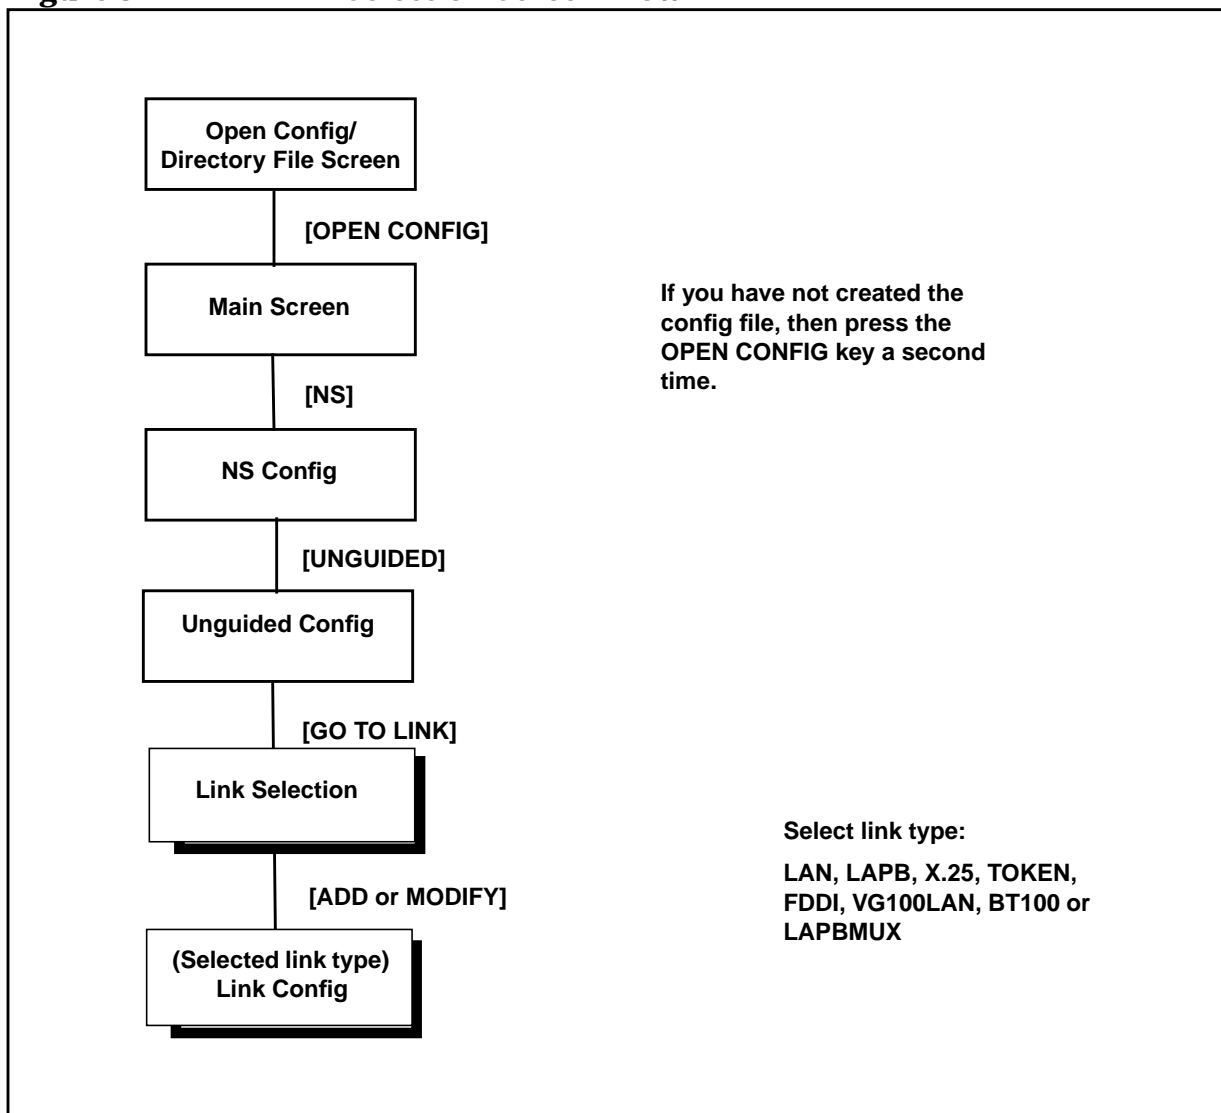 Open Config/
Directory File Screen
[OPEN CONFIG]
Main Screen
If you have not created the
config file, then press the
OPEN CONFIG key a second
time.
[NS]
NS Config
[UNGUIDED]
Unguided Config
[GO TO LINK]
Link Selection
Select link type:
LAN, LAPB, X.25, TOKEN,
FDDI, VG100LAN, BT100 or
LAPBMUX
[ADD or MODIFY]
(Selected link type)
Link Config